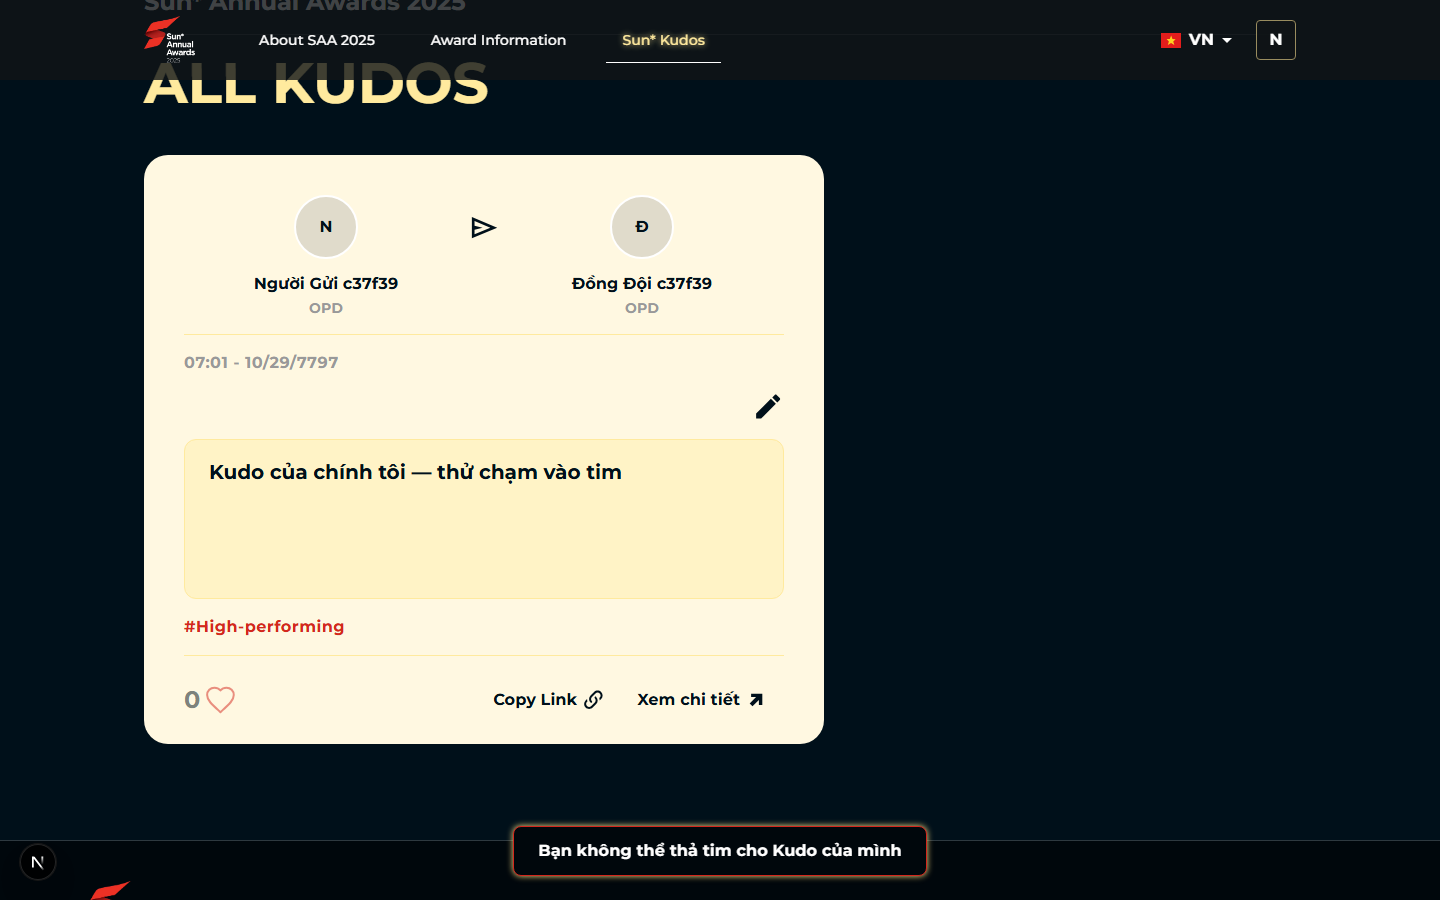 Sun* Annual Awards 2025
Sun*
Annual
Awards
2025
About SAA 2025
Award Information
Sun* Kudos
VN
N
ALL KUDOS
N
Đ
Người Gửi c37f39
Đồng Đội c37f39
OPD
OPD
07:01 - 10/29/7797
Kudo của chính tôi — thử chạm vào tim
#High-performing
0
Copy Link
Xem chi tiết
Bạn không thể thả tim cho Kudo của mình
N